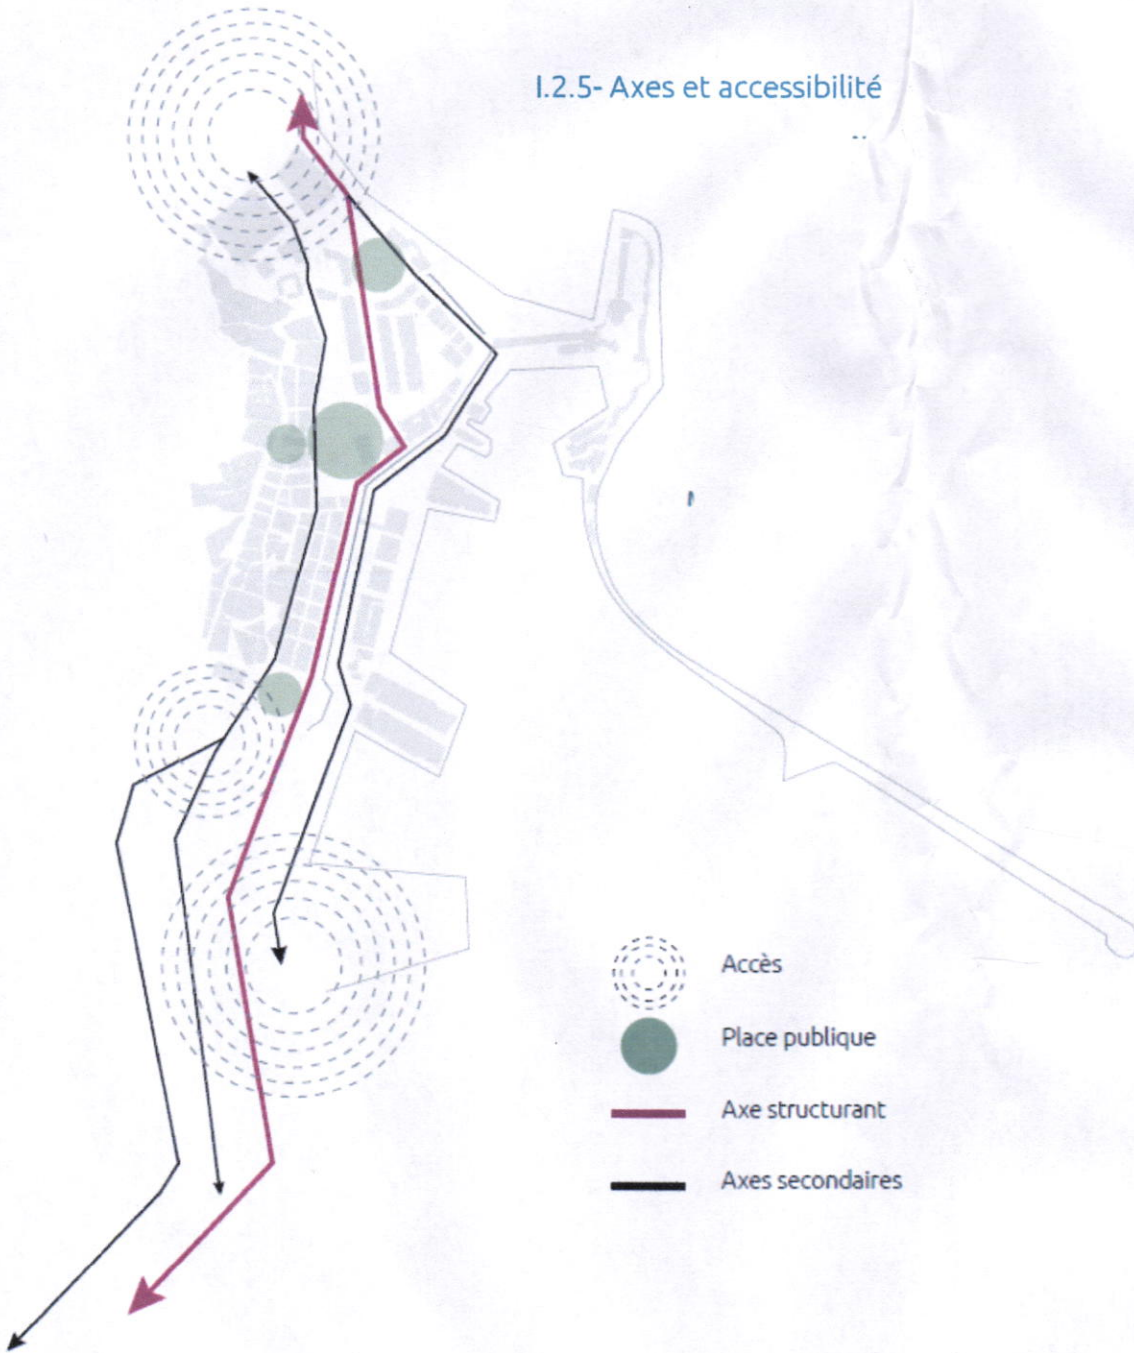 I.2.5- Axes et accessibilité
Accès
Place publique
Axe structurant
Axes secondaires